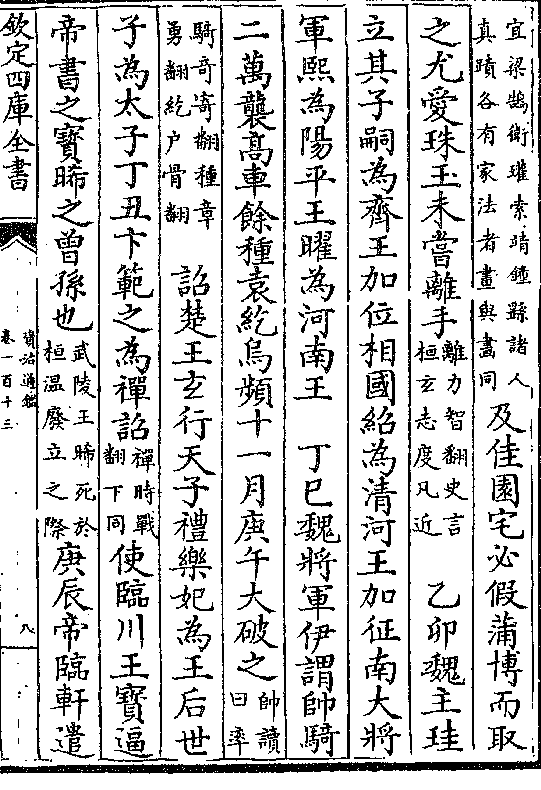 宜梁鵠衛瓘索靖鍾繇諸人
真蹟各有家法者畫與畫同
及佳園宅必假蒲博而取
之尤愛珠玉未嘗離手
離力智翻史言
桓玄志度凡近
乙卯魏主珪
立其子嗣為齊王加位相國紹為清河王加征南大將
軍熙為陽平王曜為河南王　丁巳魏將軍伊謂帥騎
二萬襲髙車餘種袁紇烏頻十一月庚午大破之
帥讀
曰率
騎竒寄翻種章
勇翻紇户骨翻
詔楚王玄行天子禮樂妃為王后世
子為太子丁丑卞範之為禪詔
禪時戰
翻下同
使臨川王寶逼
帝書之寶晞之曽孫也
武陵王晞死於
桓温廢立之際
庚辰帝臨軒遣
欽定四庫全書
資治通鑑
卷一百十三
八